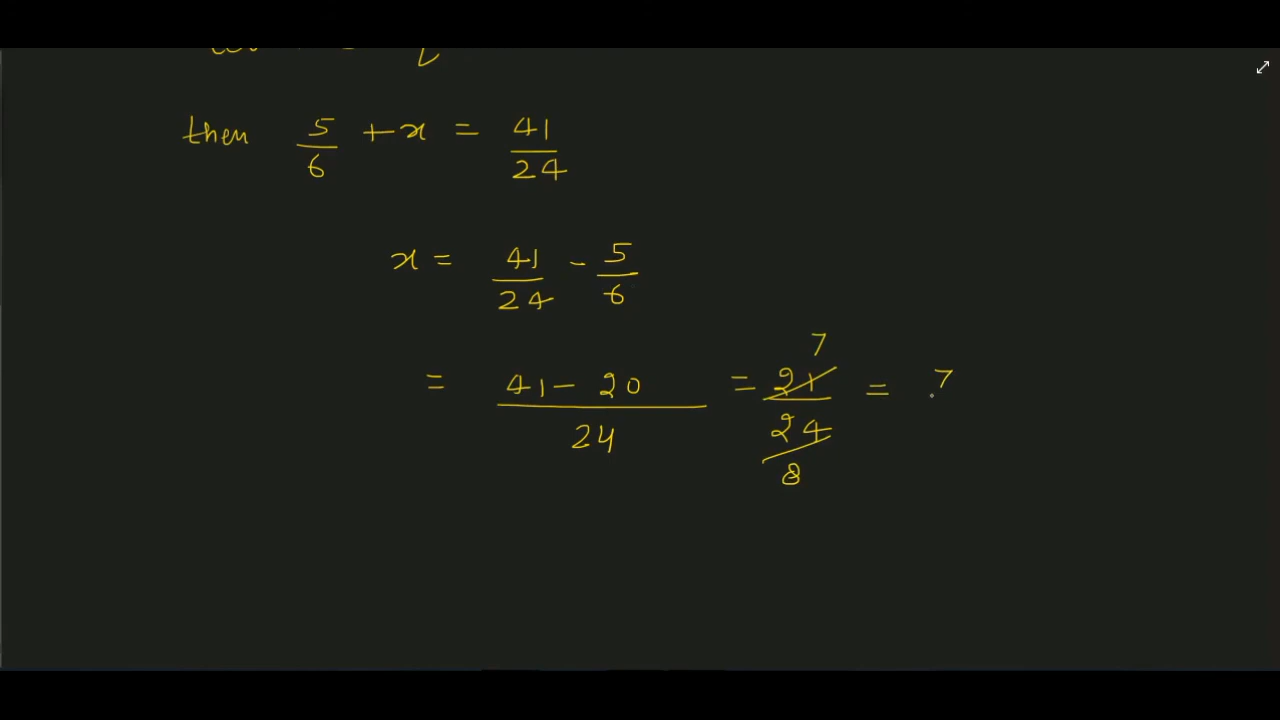 then 5/6 + x = 41/24
x = 41/24 - 5/6
= 41 - 20/24 = 21/24 7 8 = 7